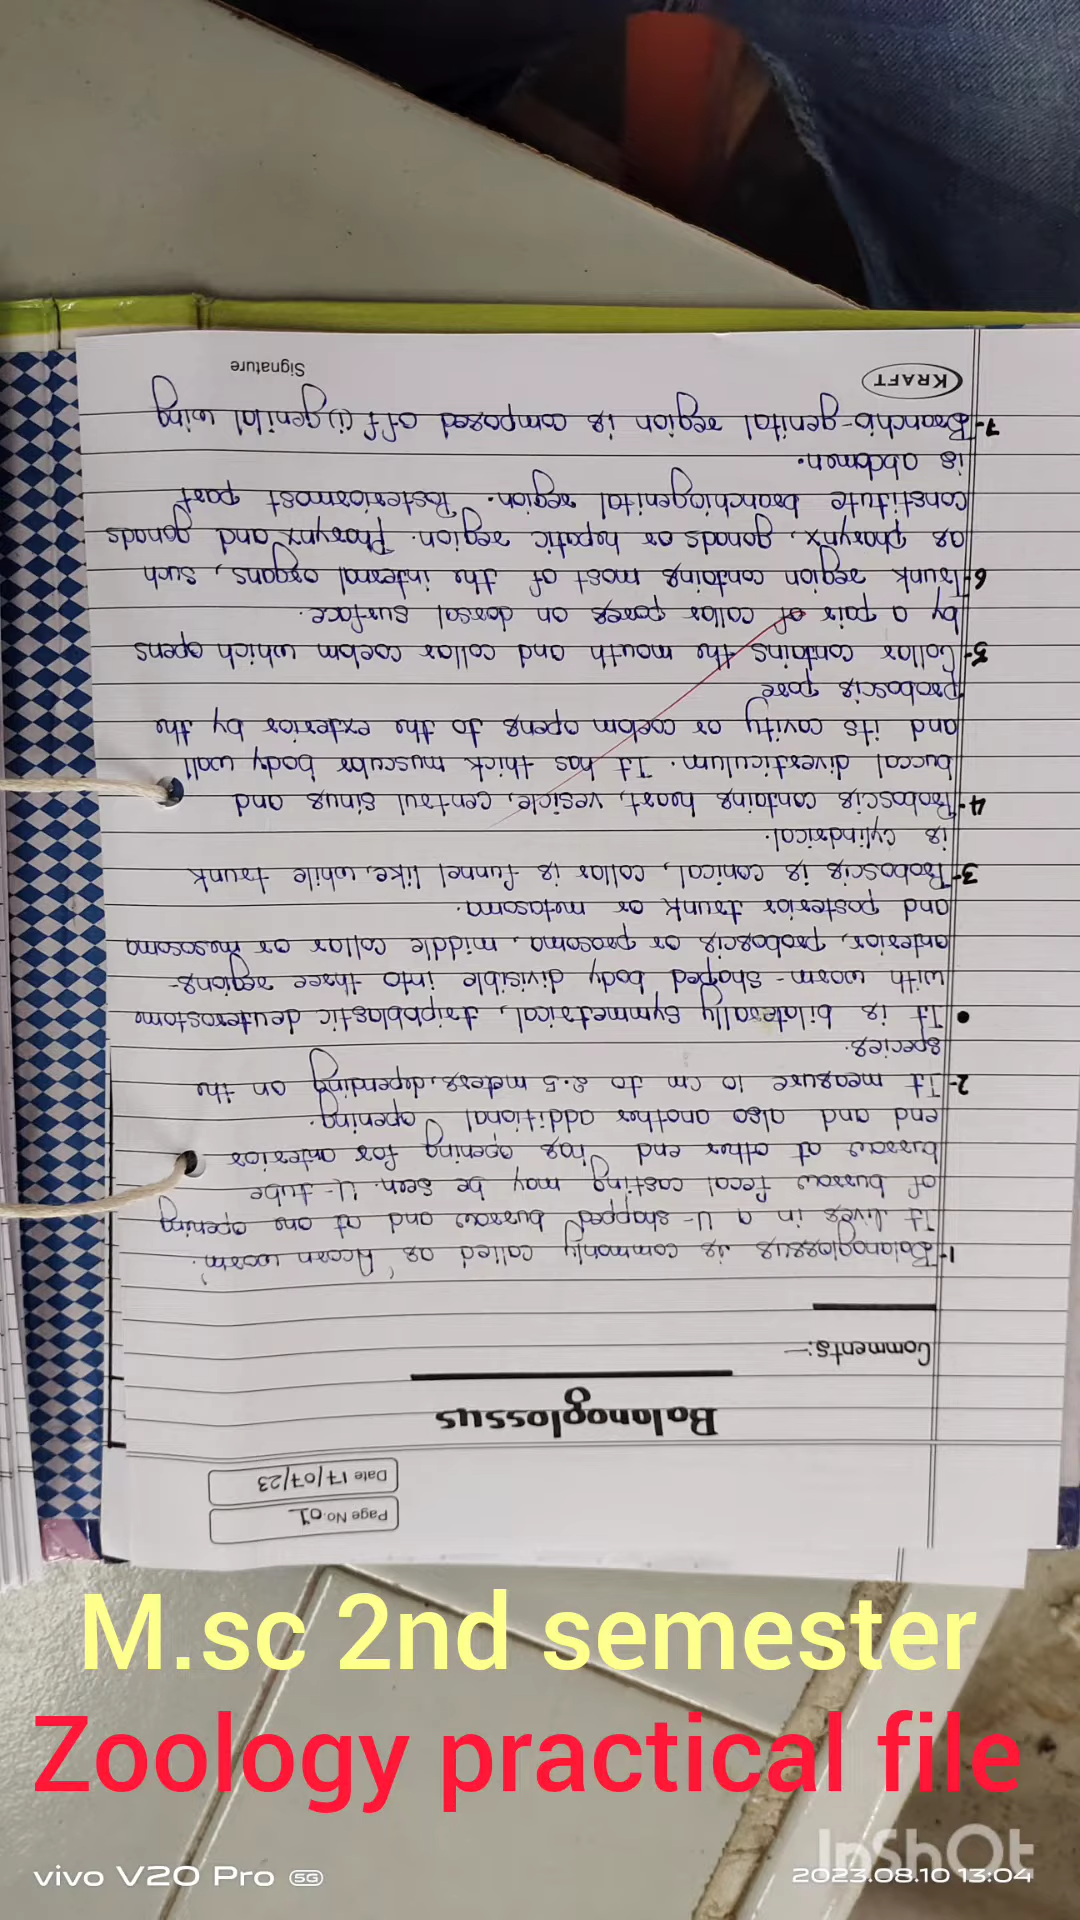 Page No. 01
Date 17/07/23
Balanoglossus
Comments:-
1- Balanoglossus is commonly called as 'Acorn worm'.
It lives in a U-shaped burrow and at one opening
of burrow fecal casting may be seen. U-tube
burrow at other end has opening for anterior
end and also another additional opening.
2- It measure 10 cm to 2.5 meters, depending on the
species.
• It is bilaterally symmetrical, triploblastic deuterostome
with worm-shaped body divisible into three regions-
anterior, proboscis or prosoma, middle collar or mesosoma
and posterior trunk or metasoma.
3- Proboscis is conical, collar is funnel like, while trunk
is cylindrical.
4- Proboscis contains heart, vesicle, central sinus and
buccal diverticulum. It has thick muscular body wall
and its cavity or coelom opens to the exterior by the
proboscis pore
5- Collar contains the mouth and collar coelom which opens
by a pair of collar pores on dorsal surface.
6- Trunk region contains most of the internal organs, such
as pharynx, gonads or hepatic region. Pharynx and gonads
constitute branchiogenital region. Posteriormost part
is abdomen.
7- Branchio-genital region is composed off (i) genital wing
KRAFT
Signature
M.sc 2nd semester
Zoology practical file
InShOt
vivo V20 Pro 5G
2023.08.10 13:04